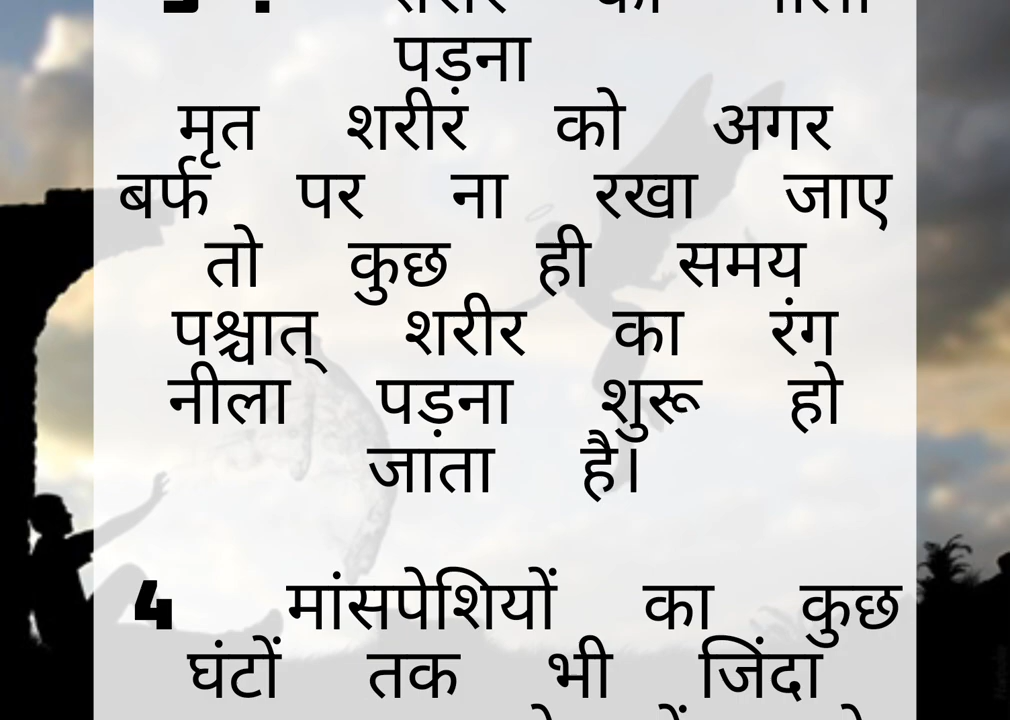 पड़ना
मृत शरीर को अगर
बर्फ पर ना रखा जाए
तो कुछ ही समय
पश्चात् शरीर का रंग
नीला पड़ना शुरू हो
जाता है।
4 मांसपेशियों का कुछ
घंटों तक भी जिंदा